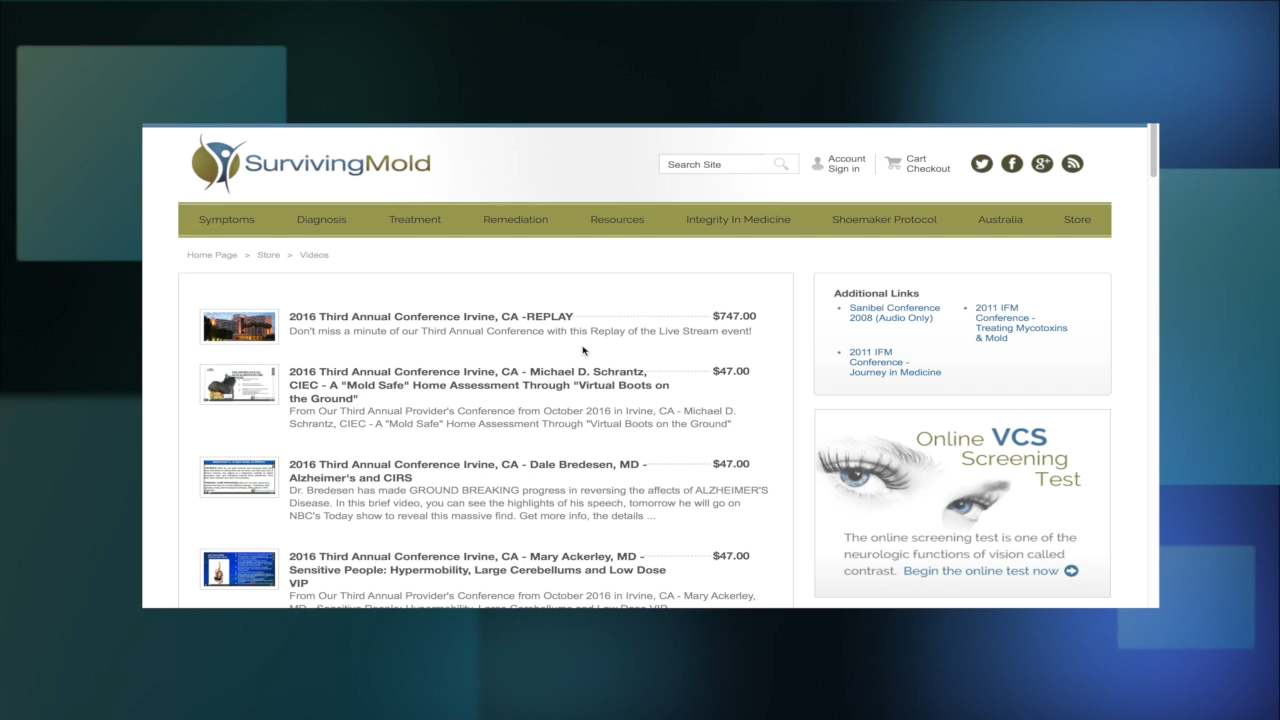 SurvivingMold
Search Site
Account
Sign in
Cart
Checkout
Symptoms Diagnosis Treatment Remediation Resources Integrity In Medicine Shoemaker Protocol Australia Store
Home Page > Store > Videos
2016 Third Annual Conference Irvine, CA -REPLAY $747.00
Don't miss a minute of our Third Annual Conference with this Replay of the Live Stream event!
2016 Third Annual Conference Irvine, CA - Michael D. Schrantz, $47.00
CIEC - A "Mold Safe" Home Assessment Through "Virtual Boots on
the Ground"
From Our Third Annual Provider's Conference from October 2016 in Irvine, CA - Michael D.
Schrantz, CIEC - A "Mold Safe" Home Assessment Through "Virtual Boots on the Ground"
2016 Third Annual Conference Irvine, CA - Dale Bredesen, MD - $47.00
Alzheimer's and CIRS
Dr. Bredesen has made GROUND BREAKING progress in reversing the affects of ALZHEIMER'S
Disease. In this brief video, you can see the highlights of his speech, tomorrow he will go on
NBC's Today show to reveal this massive find. Get more info, the details ...
2016 Third Annual Conference Irvine, CA - Mary Ackerley, MD - $47.00
Sensitive People: Hypermobility, Large Cerebellums and Low Dose
VIP
From Our Third Annual Provider's Conference from October 2016 in Irvine, CA - Mary Ackerley,
MD - Sensitive People: Hypermobility, Large Cerebellums and Low Dose VIP
Additional Links
• Sanibel Conference
2008 (Audio Only)
• 2011 IFM
Conference -
Treating Mycotoxins
& Mold
• 2011 IFM
Conference -
Journey in Medicine
Online VCS
Screening
Test
The online screening test is one of the
neurologic functions of vision called
contrast. Begin the online test now